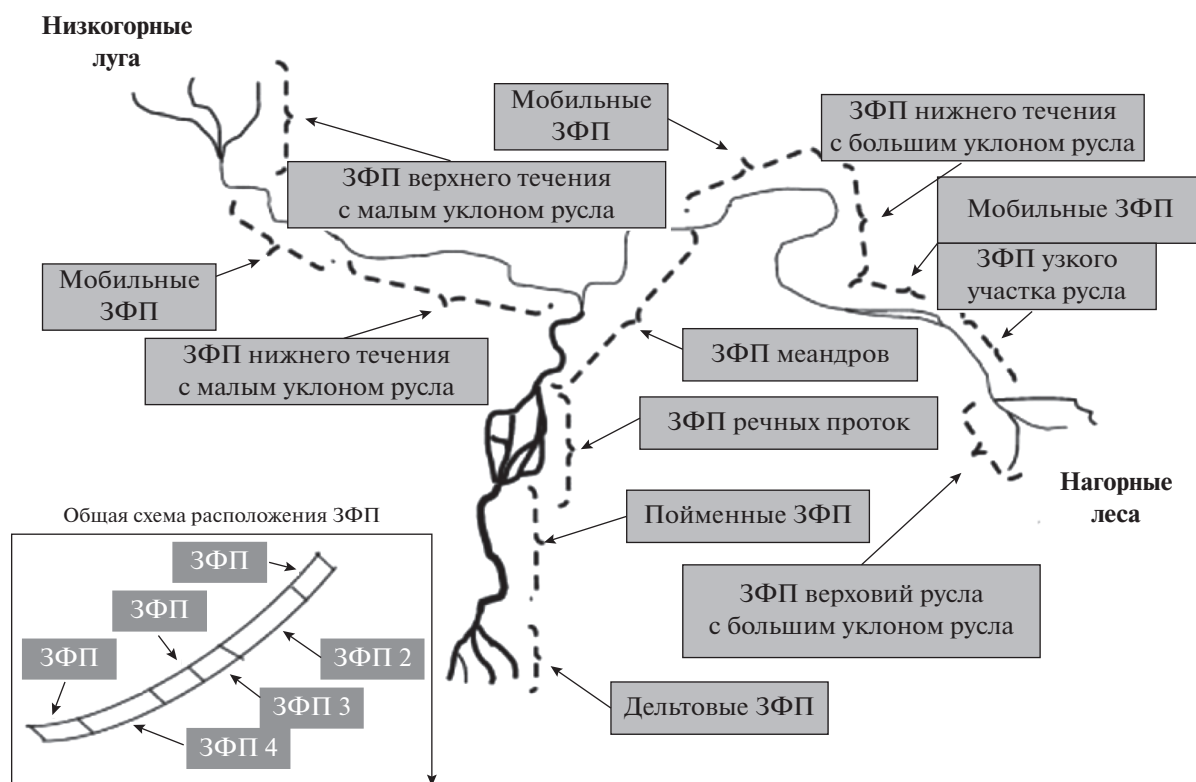 Низкогорные
луга
Мобильные
ЗФП
ЗФП нижнего течения
с большим уклоном русла
ЗФП верхнего течения
с малым уклоном русла
Мобильные ЗФП
ЗФП узкого
участка русла
Мобильные
ЗФП
ЗФП нижнего течения
с малым уклоном русла
ЗФП меандров
ЗФП речных проток
Нагорные
леса
Пойменные ЗФП
ЗФП верховий русла
с большим уклоном русла
Дельтовые ЗФП
Общая схема расположения ЗФП
ЗФП
ЗФП
ЗФП
ЗФП 2
ЗФП 3
ЗФП 4